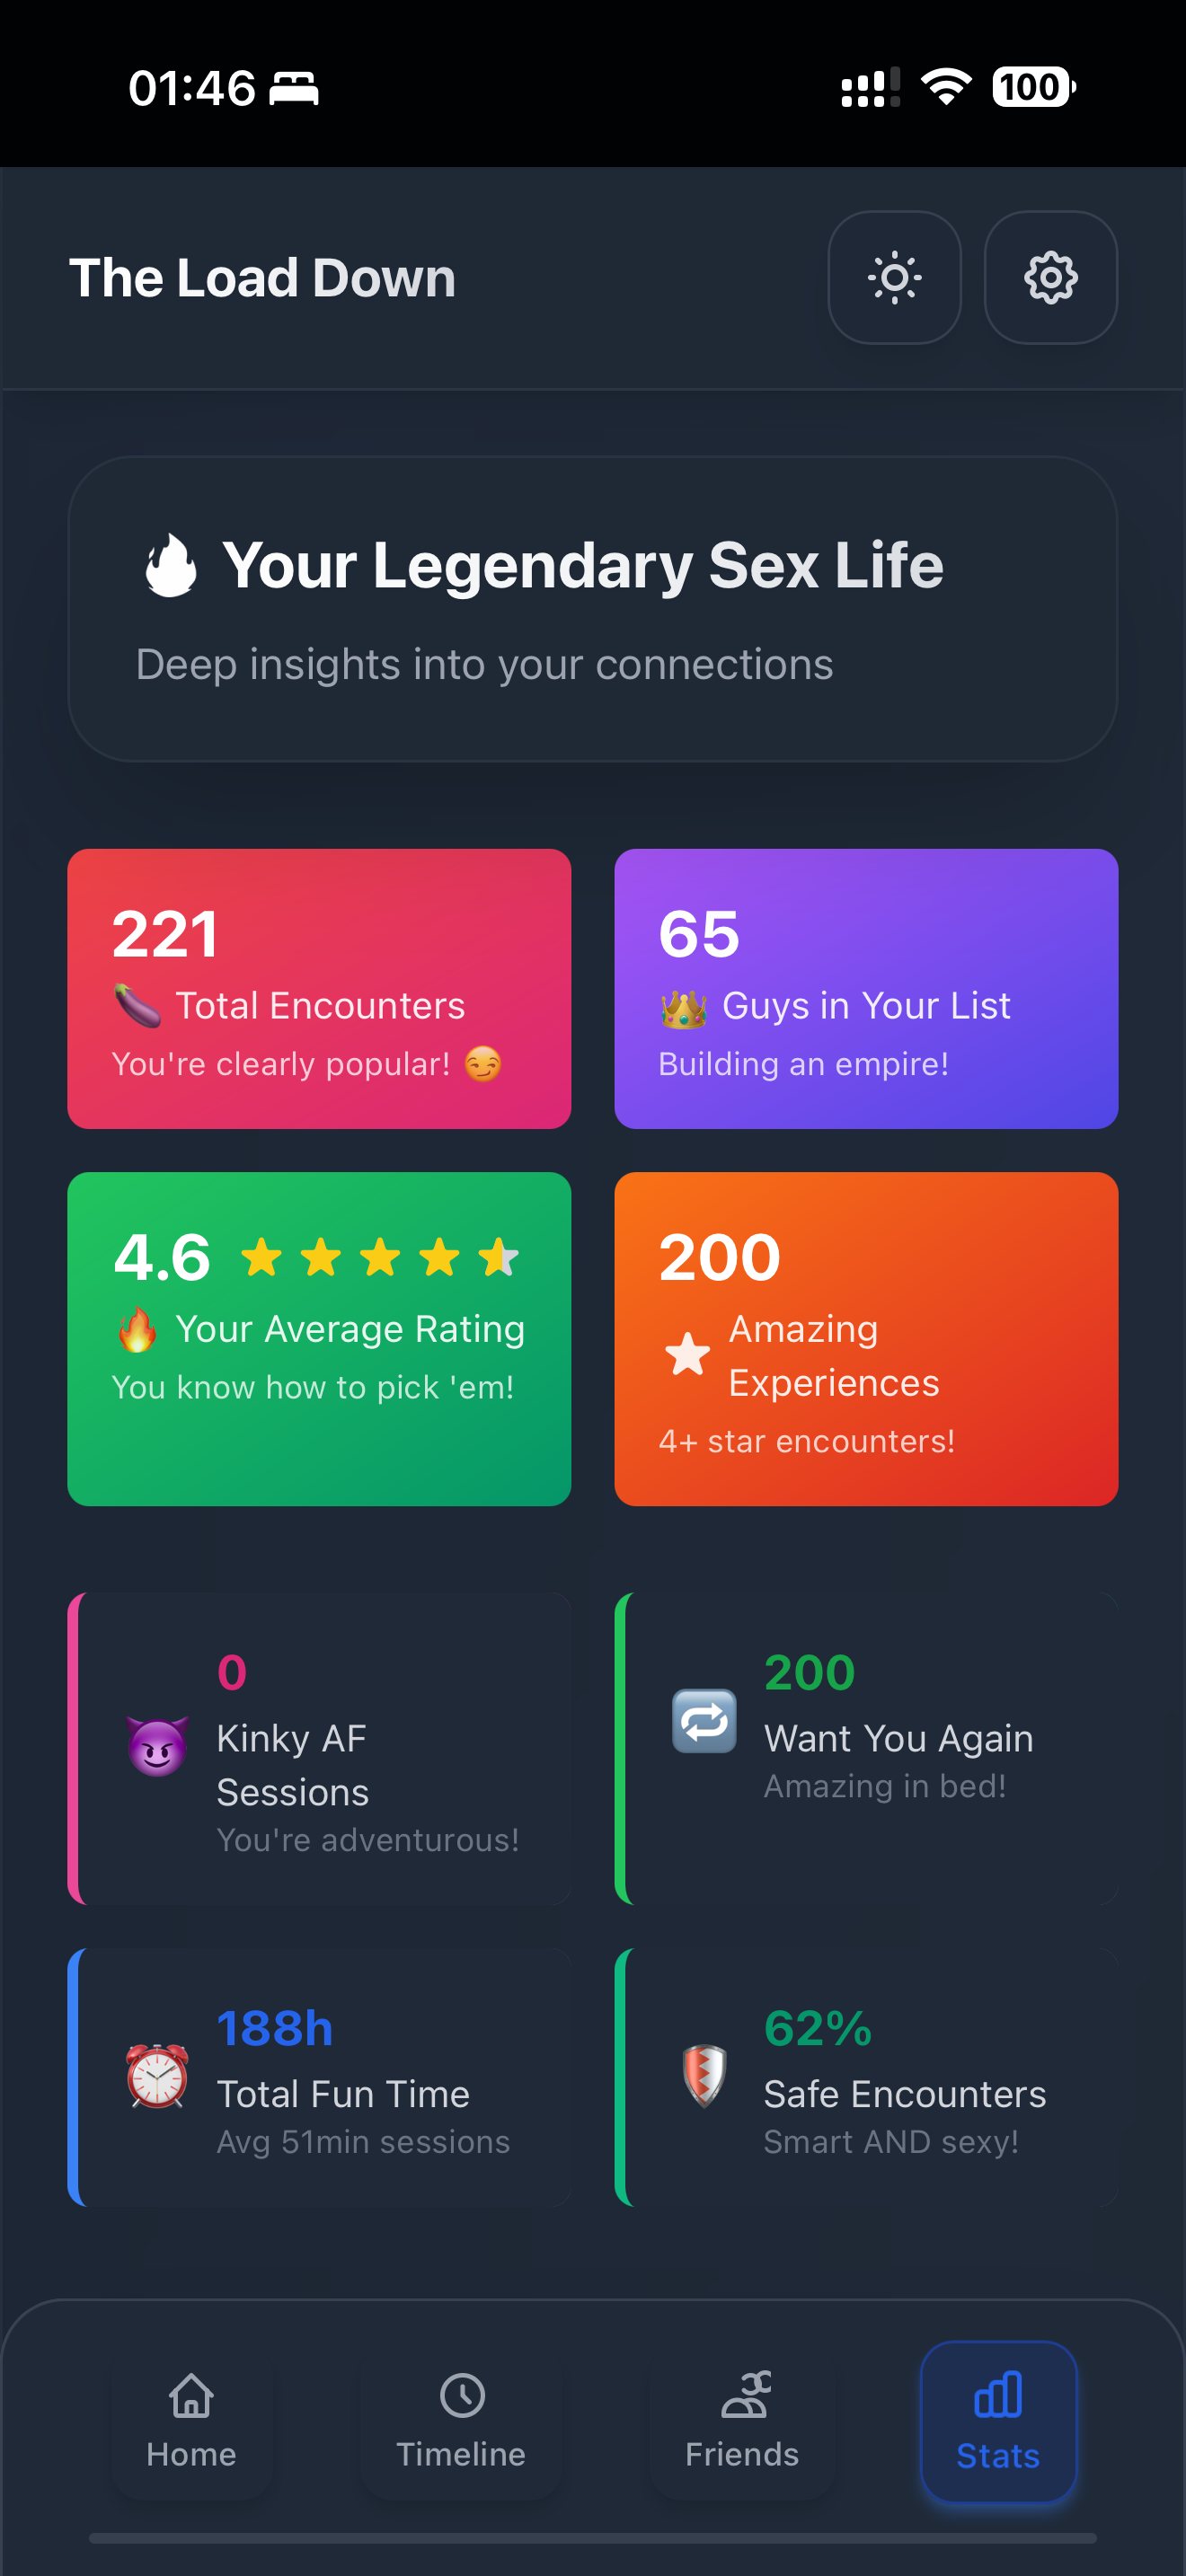 01:46
100
The Load Down
Your Legendary Sex Life
Deep insights into your connections
221
Total Encounters
You're clearly popular! 😏
65
Guys in Your List
Building an empire!
4.6
Your Average Rating
You know how to pick 'em!
200
Amazing
Experiences
4+ star encounters!
0
Kinky AF
Sessions
You're adventurous!
200
Want You Again
Amazing in bed!
188h
Total Fun Time
Avg 51min sessions
62%
Safe Encounters
Smart AND sexy!
Home
Timeline
Friends
Stats